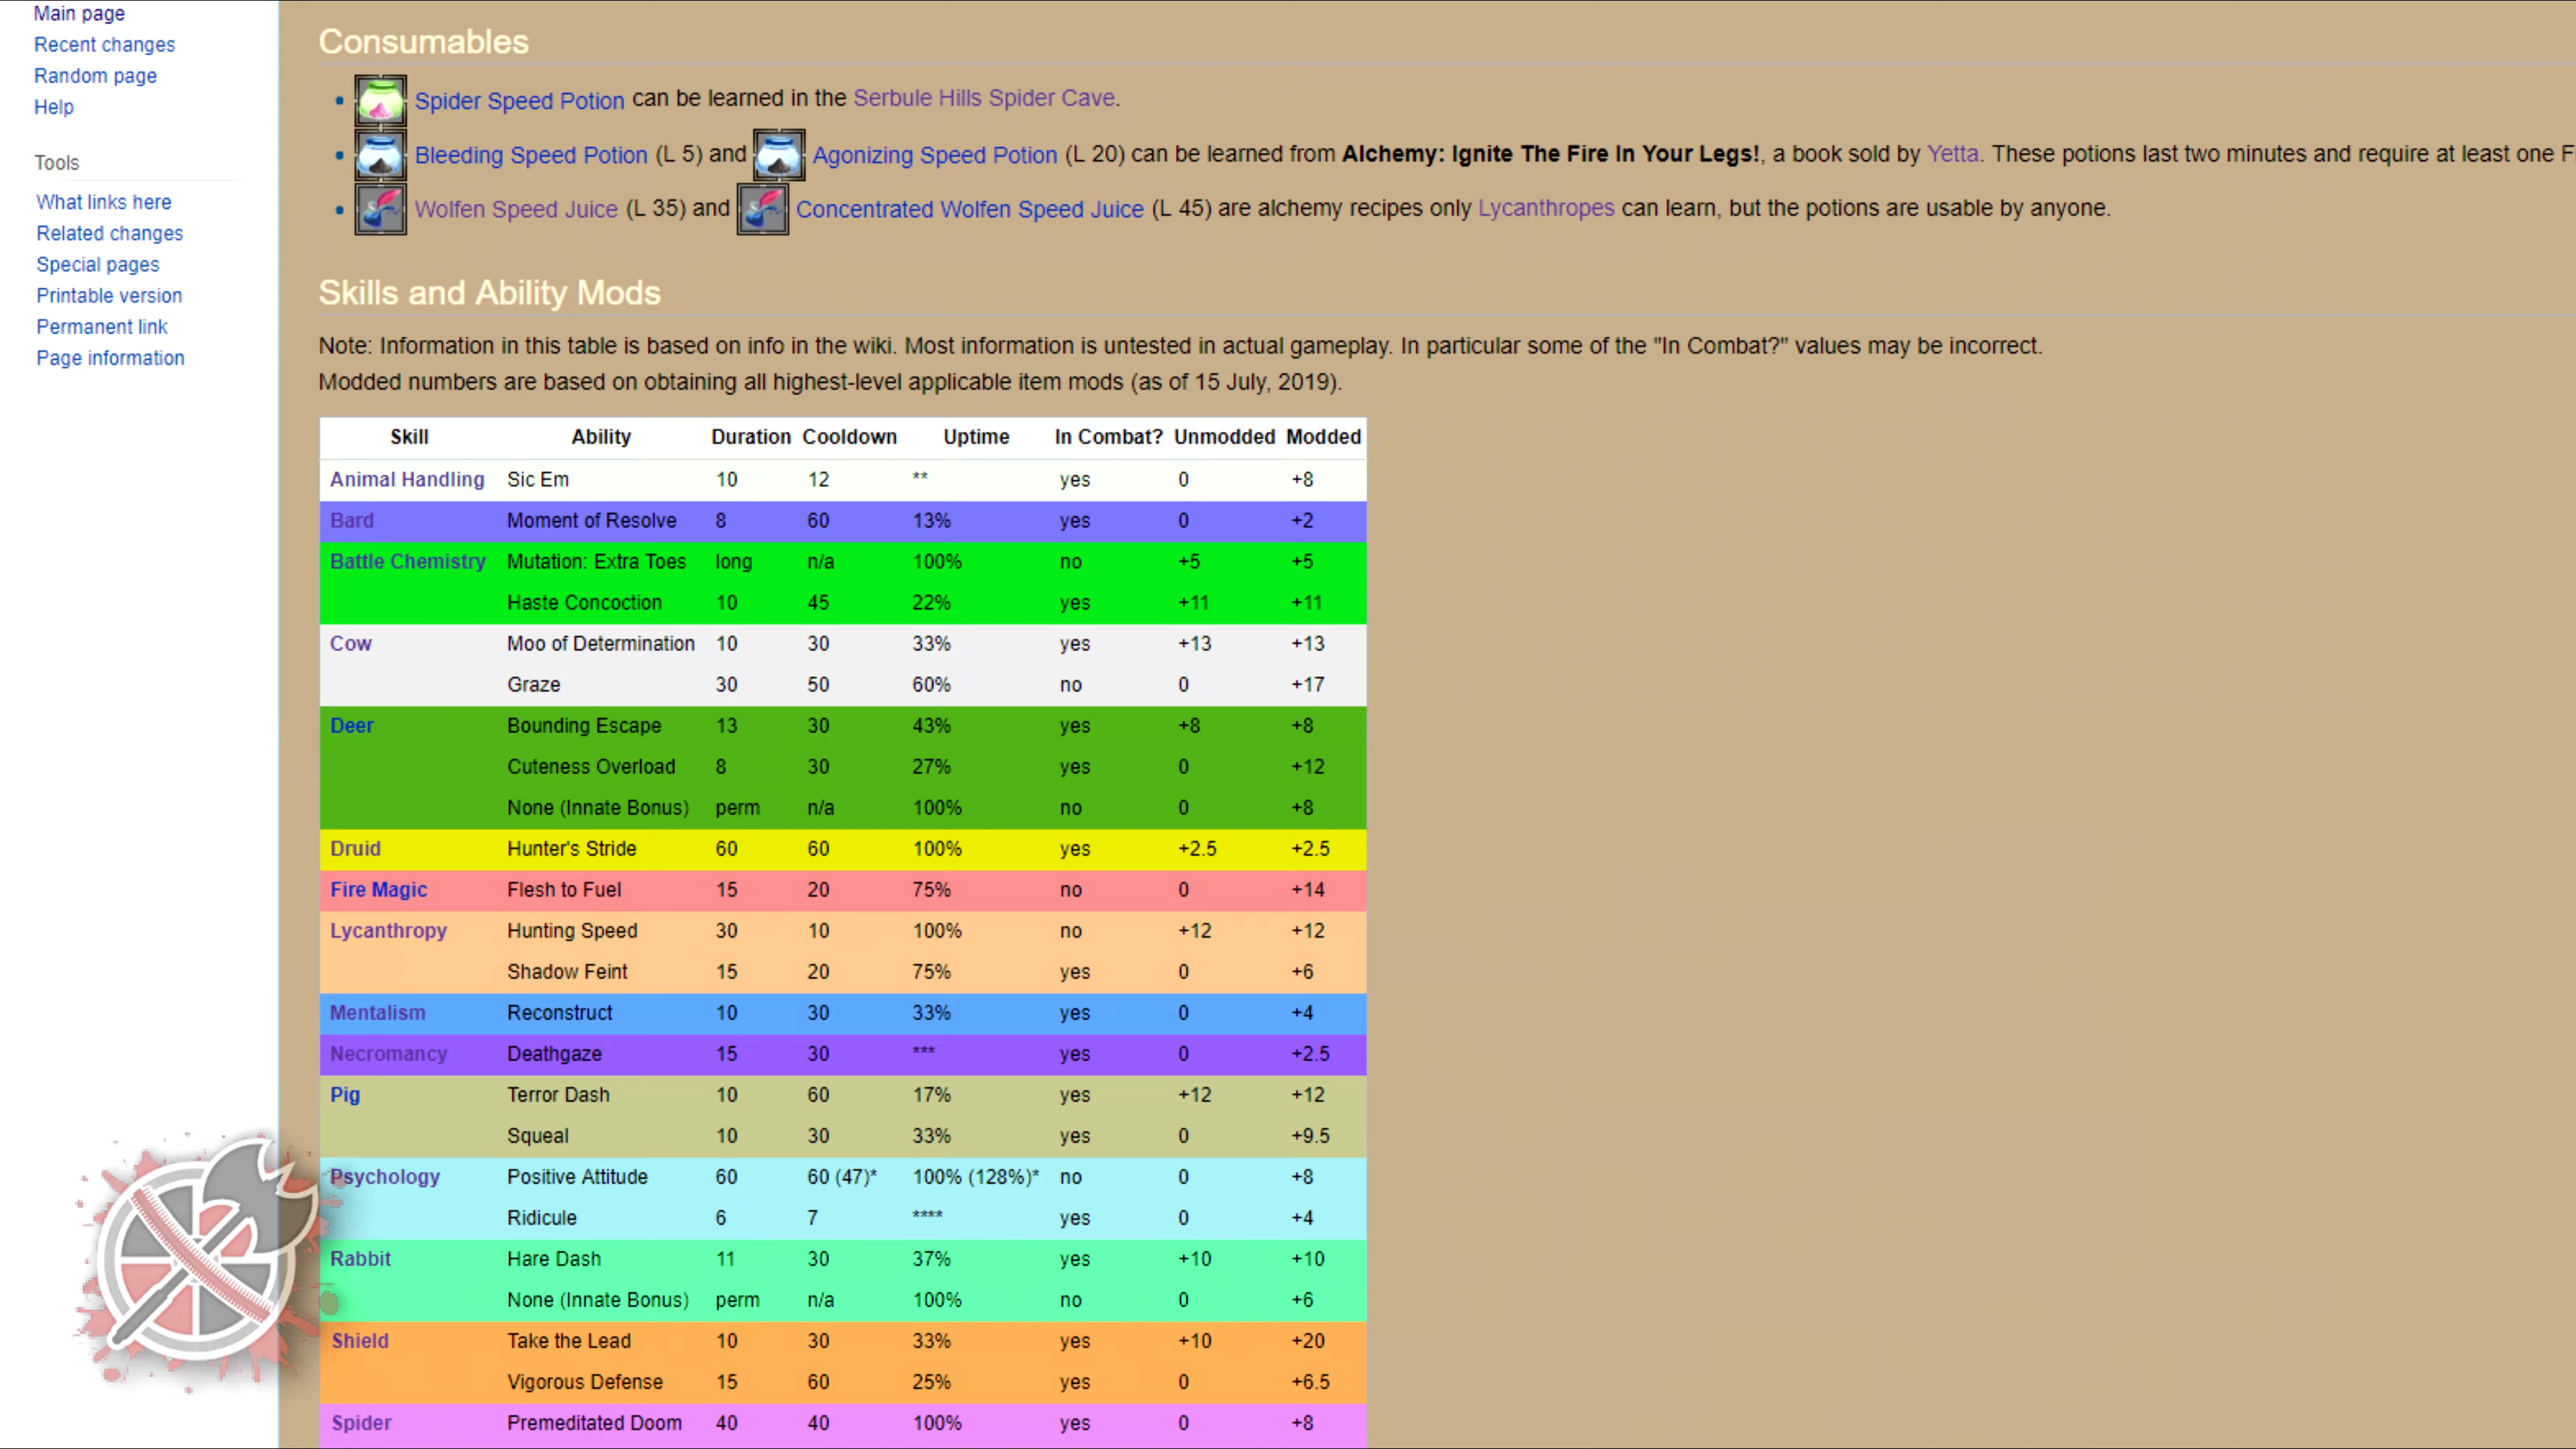 Main page
Recent changes
Random page
Help
Tools
What links here
Related changes
Special pages
Printable version
Permanent link
Page information
Consumables
Spider Speed Potion can be learned in the Serbule Hills Spider Cave.
Bleeding Speed Potion (L 5) and Agonizing Speed Potion (L 20) can be learned from Alchemy: Ignite The Fire In Your Legs!, a book sold by Yetta. These potions last two minutes and require at least one F
Wolfen Speed Juice (L 35) and Concentrated Wolfen Speed Juice (L 45) are alchemy recipes only Lycanthropes can learn, but the potions are usable by anyone.
Skills and Ability Mods
Note: Information in this table is based on info in the wiki. Most information is untested in actual gameplay. In particular some of the "In Combat?" values may be incorrect.
Modded numbers are based on obtaining all highest-level applicable item mods (as of 15 July, 2019).
Skill Ability Duration Cooldown Uptime In Combat? Unmodded Modded
Animal Handling Sic Em 10 12 ** yes 0 +8
Bard Moment of Resolve 8 60 13% yes 0 +2
Battle Chemistry Mutation: Extra Toes long n/a 100% no +5 +5
Haste Concoction 10 45 22% yes +11 +11
Cow Moo of Determination 10 30 33% yes +13 +13
Graze 30 50 60% no 0 +17
Deer Bounding Escape 13 30 43% yes +8 +8
Cuteness Overload 8 30 27% yes 0 +12
None (Innate Bonus) perm n/a 100% no 0 +8
Druid Hunter's Stride 60 60 100% yes +2.5 +2.5
Fire Magic Flesh to Fuel 15 20 75% no 0 +14
Lycanthropy Hunting Speed 30 10 100% no +12 +12
Shadow Feint 15 20 75% yes 0 +6
Mentalism Reconstruct 10 30 33% yes 0 +4
Necromancy Deathgaze 15 30 *** yes 0 +2.5
Pig Terror Dash 10 60 17% yes +12 +12
Squeal 10 30 33% yes 0 +9.5
Psychology Positive Attitude 60 60 (47)* 100% (128%)* no 0 +8
Ridicule 6 7 **** yes 0 +4
Rabbit Hare Dash 11 30 37% yes +10 +10
None (Innate Bonus) perm n/a 100% no 0 +6
Shield Take the Lead 10 30 33% yes +10 +20
Vigorous Defense 15 60 25% yes 0 +6.5
Spider Premeditated Doom 40 40 100% yes 0 +8